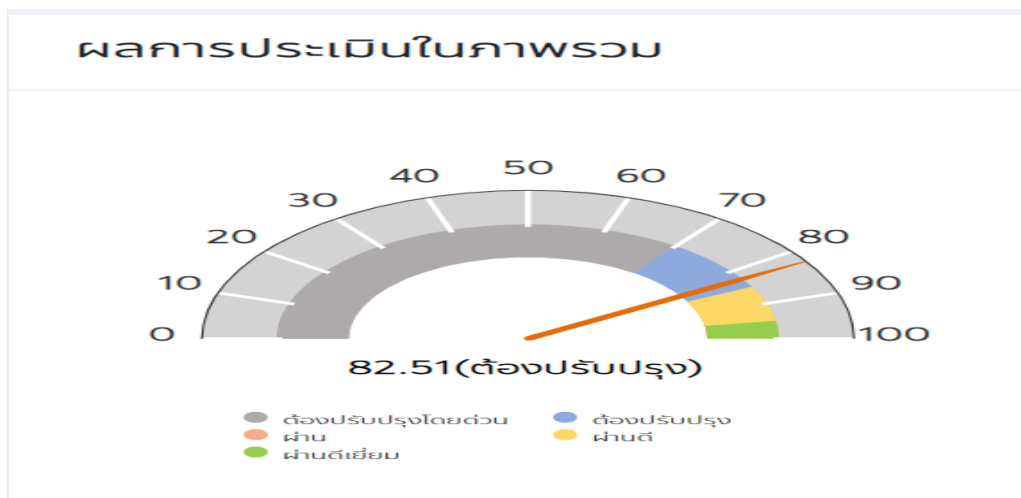 ผลการประเมินในภาพรวม
50
40
60
30
70
20
80
10
90
0
100
82.51(ต้องปรับปรุง)
ต้องปรับปรุงโดยด่วน ต้องปรับปรุง
ผ่าน ผ่านดี
ผ่านดีเยี่ยม